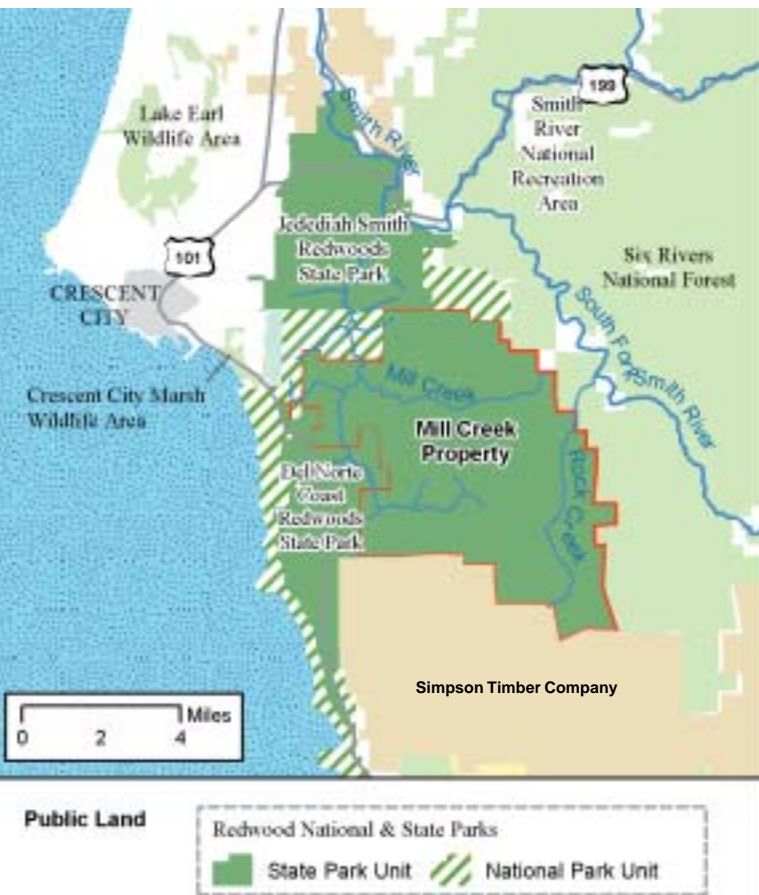 Lake Earl
Wildlife Area
Smith River
199
Smith
River
National
Recreation
Area
Jedediah Smith
Redwoods
State Park
101
Six Rivers
National Forest
CRESCENT
CITY
South Fork Smith River
Crescent City Marsh
Wildlife Area
Mill Creek
Mill Creek
Property
Rock Creek
Del Norte
Coast
Redwoods
State Park
Simpson Timber Company
Miles
0 2 4
Public Land
Redwood National & State Parks
State Park Unit National Park Unit